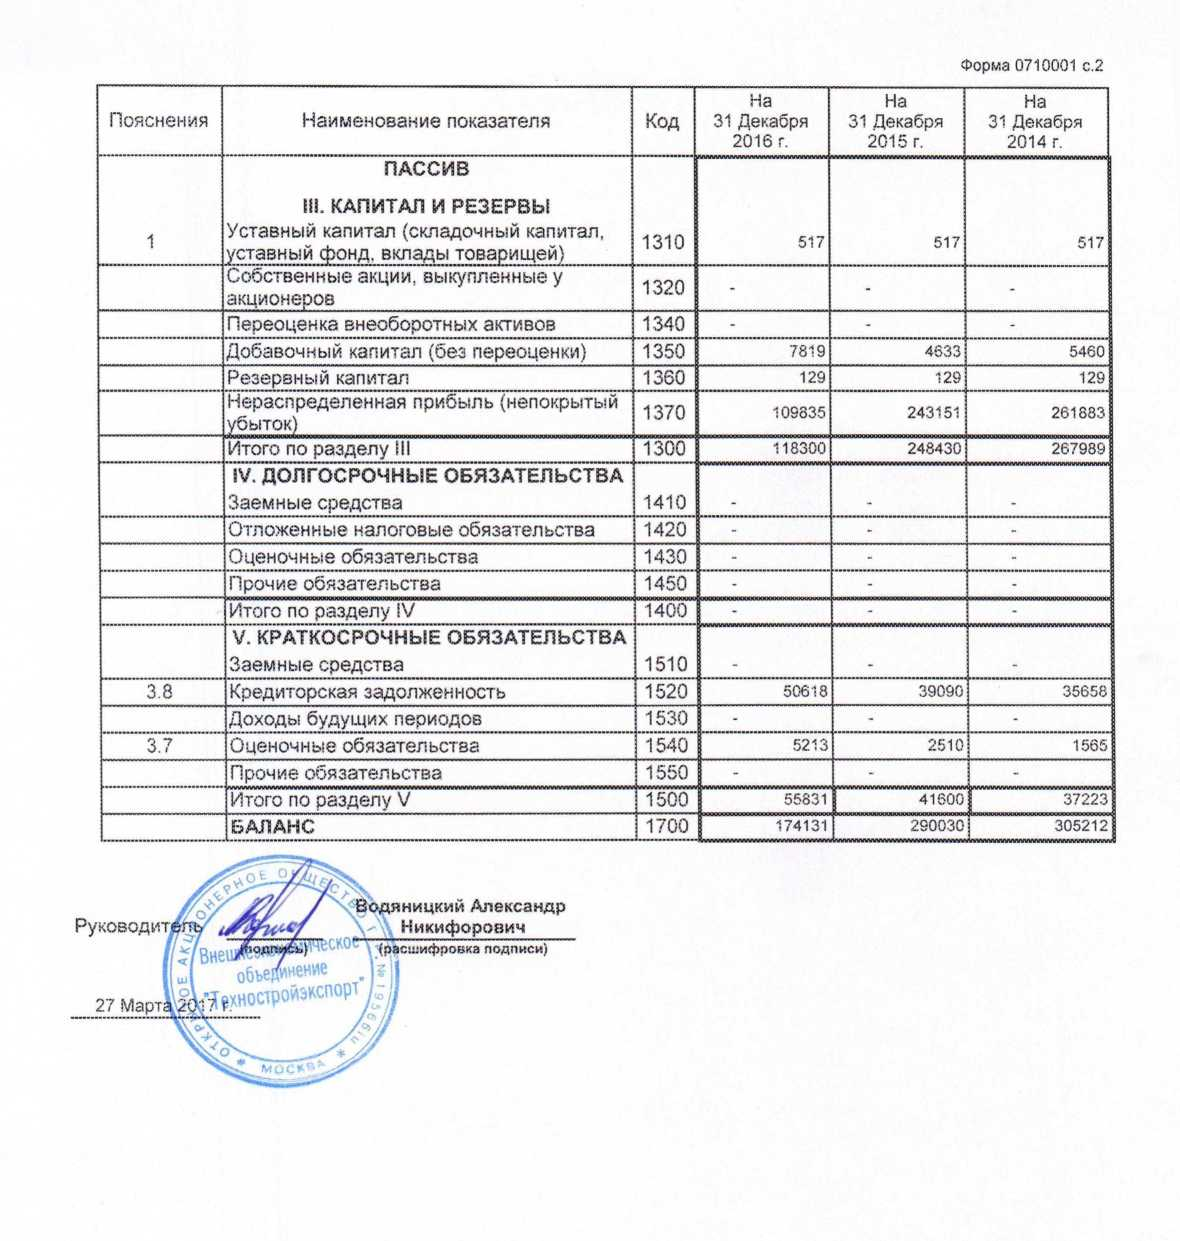 Форма 0710001 с.2
Пояснения Наименование показателя Код На 31 Декабря 2016 г. На 31 Декабря 2015 г. На 31 Декабря 2014 г.
ПАССИВ
III. КАПИТАЛ И РЕЗЕРВЫ
1 Уставный капитал (складочный капитал, уставный фонд, вклады товарищей) 1310 517 517 517
Собственные акции, выкупленные у акционеров 1320 - - -
Переоценка внеоборотных активов 1340 - - -
Добавочный капитал (без переоценки) 1350 7819 4633 5460
Резервный капитал 1360 129 129 129
Нераспределенная прибыль (непокрытый убыток) 1370 109835 243151 261883
Итого по разделу III 1300 118300 248430 267989
IV. ДОЛГОСРОЧНЫЕ ОБЯЗАТЕЛЬСТВА
Заемные средства 1410 - - -
Отложенные налоговые обязательства 1420 - - -
Оценочные обязательства 1430 - - -
Прочие обязательства 1450 - - -
Итого по разделу IV 1400 - - -
V. КРАТКОСРОЧНЫЕ ОБЯЗАТЕЛЬСТВА
Заемные средства 1510 - - -
3.8 Кредиторская задолженность 1520 50618 39090 35658
Доходы будущих периодов 1530 - - -
3.7 Оценочные обязательства 1540 5213 2510 1565
Прочие обязательства 1550 - - -
Итого по разделу V 1500 55831 41600 37223
БАЛАНС 1700 174131 290030 305212
Водяницкий Александр
Руководитель Никифорович
(подпись) (расшифровка подписи)
27 Марта 2017 г.
ОТКРЫТОЕ АКЦИОНЕРНОЕ ОБЩЕСТВО
Внешнеэкономическое
объединение
"Техностройэкспорт"
МОСКВА